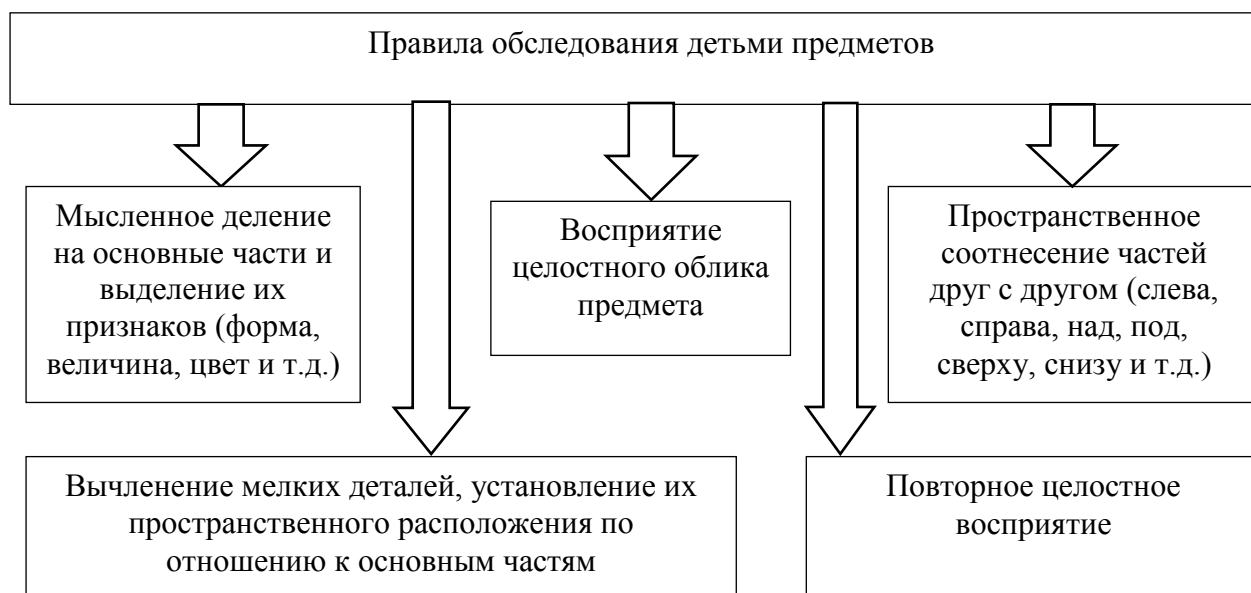 Правила обследования детьми предметов
Мысленное деление
на основные части и
выделение их
признаков (форма,
величина, цвет и т.д.)
Восприятие
целостного облика
предмета
Пространственное
соотнесение частей
друг с другом (слева,
справа, над, под,
сверху, снизу и т.д.)
Вычленение мелких деталей, установление их
пространственного расположения по
отношению к основным частям
Повторное целостное
восприятие